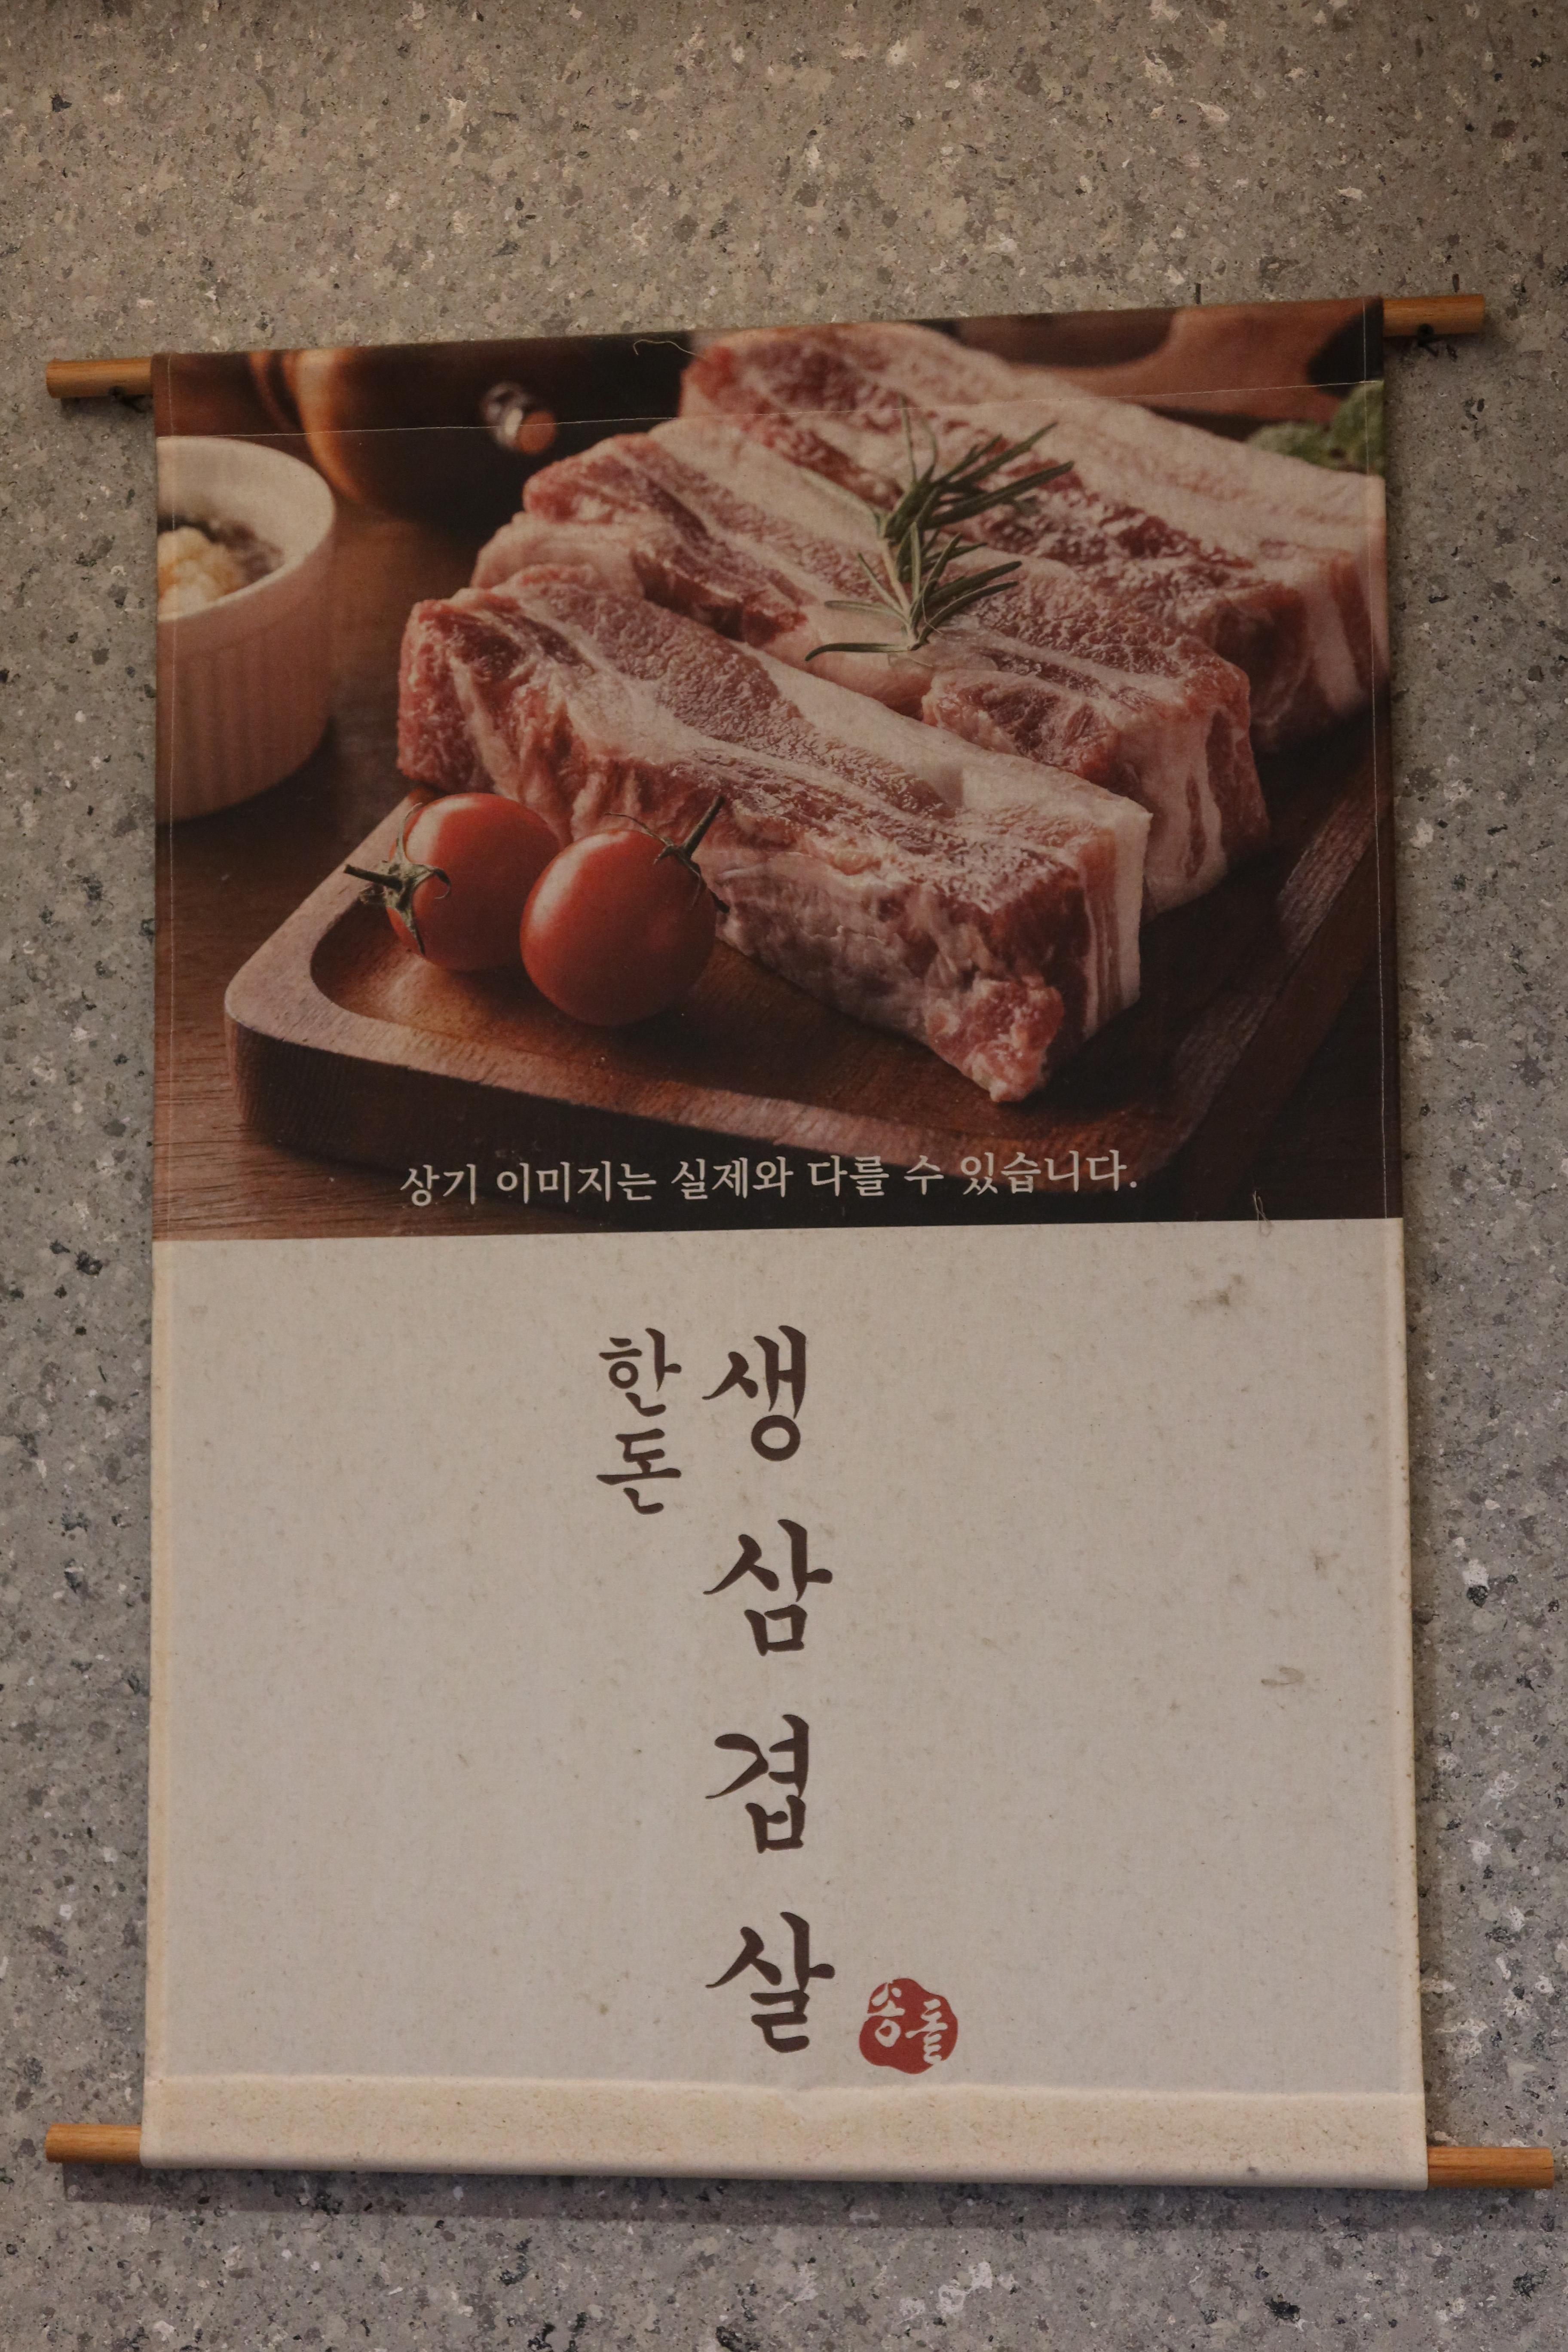 상기 이미지는 실제와 다를 수 있습니다.
한돈
생삼겹살
송돌